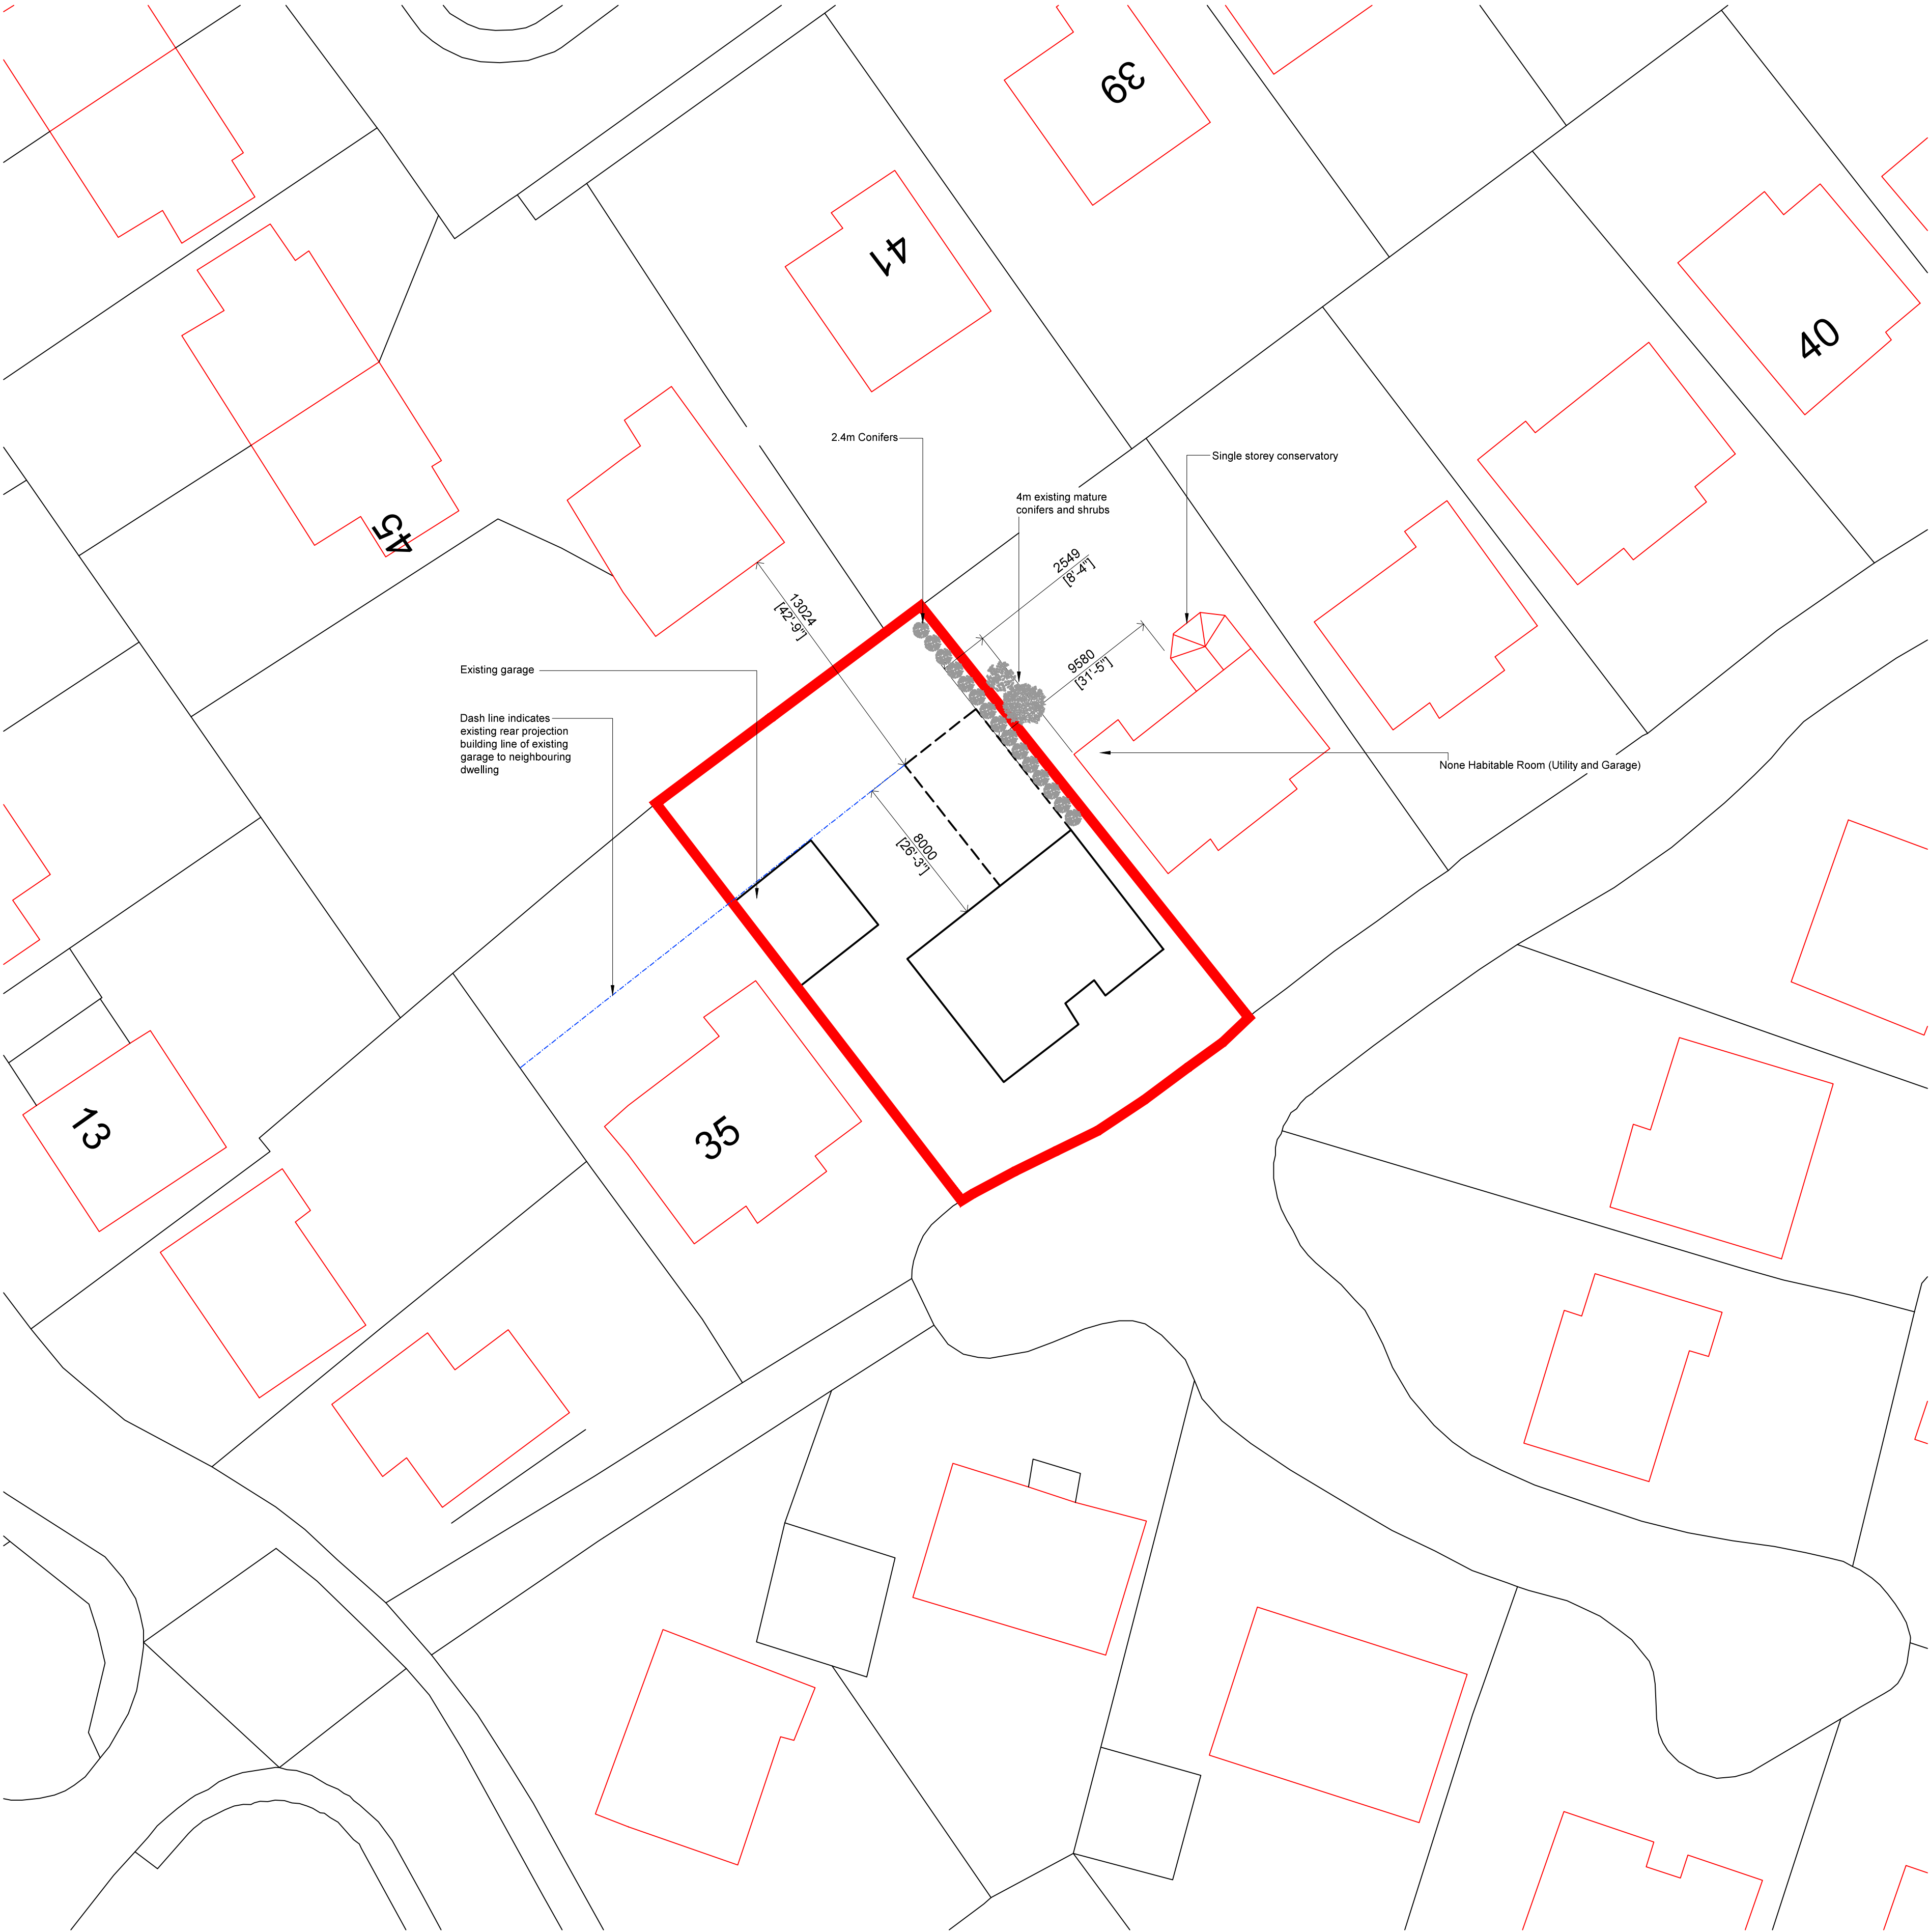 39
41
40
45
2.4m Conifers
Single storey conservatory
4m existing mature
conifers and shrubs
2549
[8'-4"]
13024
[42'-9"]
9580
[31'-5"]
Existing garage
Dash line indicates
existing rear projection
building line of existing
garage to neighbouring
dwelling
None Habitable Room (Utility and Garage)
8000
[26'-3"]
13
35